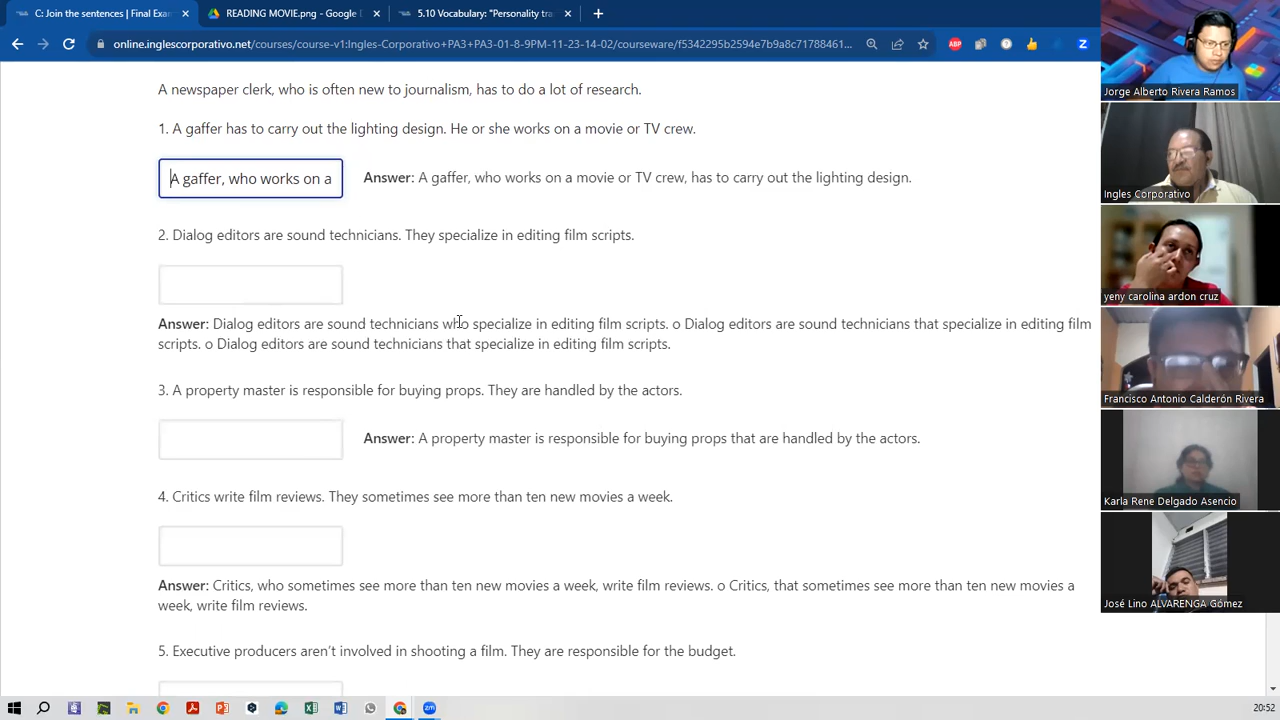 C: Join the sentences | Final Exam
READING MOVIE.png - Google D
5.10 Vocabulary: "Personality tra
online.inglescorporativo.net/courses/course-v1:Ingles-Corporativo+PA3+PA3-01-8-9PM-11-23-14-02/courseware/f5342295b2594e7b9a8c71788461...
ABP
Z
A newspaper clerk, who is often new to journalism, has to do a lot of research.
1. A gaffer has to carry out the lighting design. He or she works on a movie or TV crew.
A gaffer, who works on a
Answer: A gaffer, who works on a movie or TV crew, has to carry out the lighting design.
2. Dialog editors are sound technicians. They specialize in editing film scripts.
Answer: Dialog editors are sound technicians who specialize in editing film scripts. o Dialog editors are sound technicians that specialize in editing film
scripts. o Dialog editors are sound technicians that specialize in editing film scripts.
3. A property master is responsible for buying props. They are handled by the actors.
Answer: A property master is responsible for buying props that are handled by the actors.
4. Critics write film reviews. They sometimes see more than ten new movies a week.
Answer: Critics, who sometimes see more than ten new movies a week, write film reviews. o Critics, that sometimes see more than ten new movies a
week, write film reviews.
5. Executive producers aren’t involved in shooting a film. They are responsible for the budget.
Jorge Alberto Rivera Ramos
Ingles Corporativo
yeny carolina ardon cruz
Francisco Antonio Calderón Rivera
Karla Rene Delgado Asencio
José Lino ALVARENGA Gómez
20:52